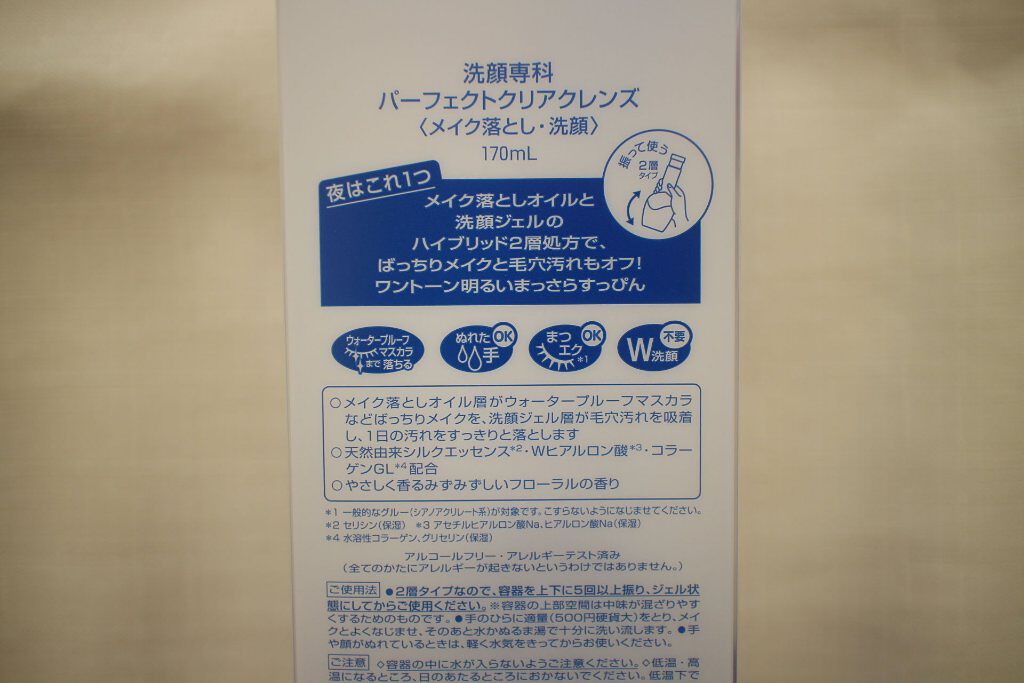 洗顔専科
パーフェクトクリアクレンズ
〈メイク落とし・洗顔〉
170mL
振って使う
2層
タイプ
夜はこれ1つ
メイク落としオイルと
洗顔ジェルの
ハイブリッド2層処方で、
ばっちりメイクと毛穴汚れもオフ!
ワントーン明るいまっさらすっぴん
ウォータープルーフ
マスカラ
まで 落ちる
ぬれた
手
OK
まつ
エク*1
OK
W洗顔
不要
○メイク落としオイル層がウォータープルーフマスカラ
などばっちりメイクを、洗顔ジェル層が毛穴汚れを吸着
し、1日の汚れをすっきりと落とします
○天然由来シルクエッセンス*2・Wヒアルロン酸*3・コラー
ゲンGL*4配合
○やさしく香るみずみずしいフローラルの香り
*1 一般的なグルー(シアノアクリレート系)が対象です。こすらないようになじませてください。
*2 セリシン(保湿) *3 アセチルヒアルロン酸Na、ヒアルロン酸Na(保湿)
*4 水溶性コラーゲン、グリセリン(保湿)
アルコールフリー・アレルギーテスト済み
(全てのかたにアレルギーが起きないというわけではありません。)
ご使用法 ●2層タイプなので、容器を上下に5回以上振り、ジェル状
態にしてからご使用ください。※容器の上部空間は中味が混ざりやす
くするためのものです。●手のひらに適量(500円硬貨大)をとり、メイ
クとよくなじませ、そのあと水かぬるま湯で十分に洗い流します。●手
や顔がぬれているときは、軽く水気をきってからお使いください。
ご注意 ◇容器の中に水が入らないようご注意ください。◇低温・高
温になるところ、日のあたるところにおかないでください。低温下で